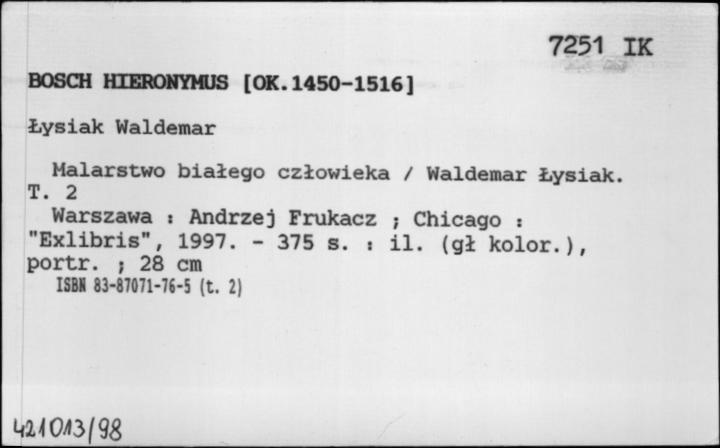 7251 IK
BOSCH HIERONYMUS [OK.1450-1516]
Łysiak Waldemar
Malarstwo białego człowieka / Waldemar Łysiak.
T. 2
Warszawa : Andrzej Frukacz ; Chicago :
"Exlibris", 1997. - 375 s. : il. (gł kolor.),
portr. ; 28 cm
ISBN 83-87071-76-5 (t. 2)
421013/98